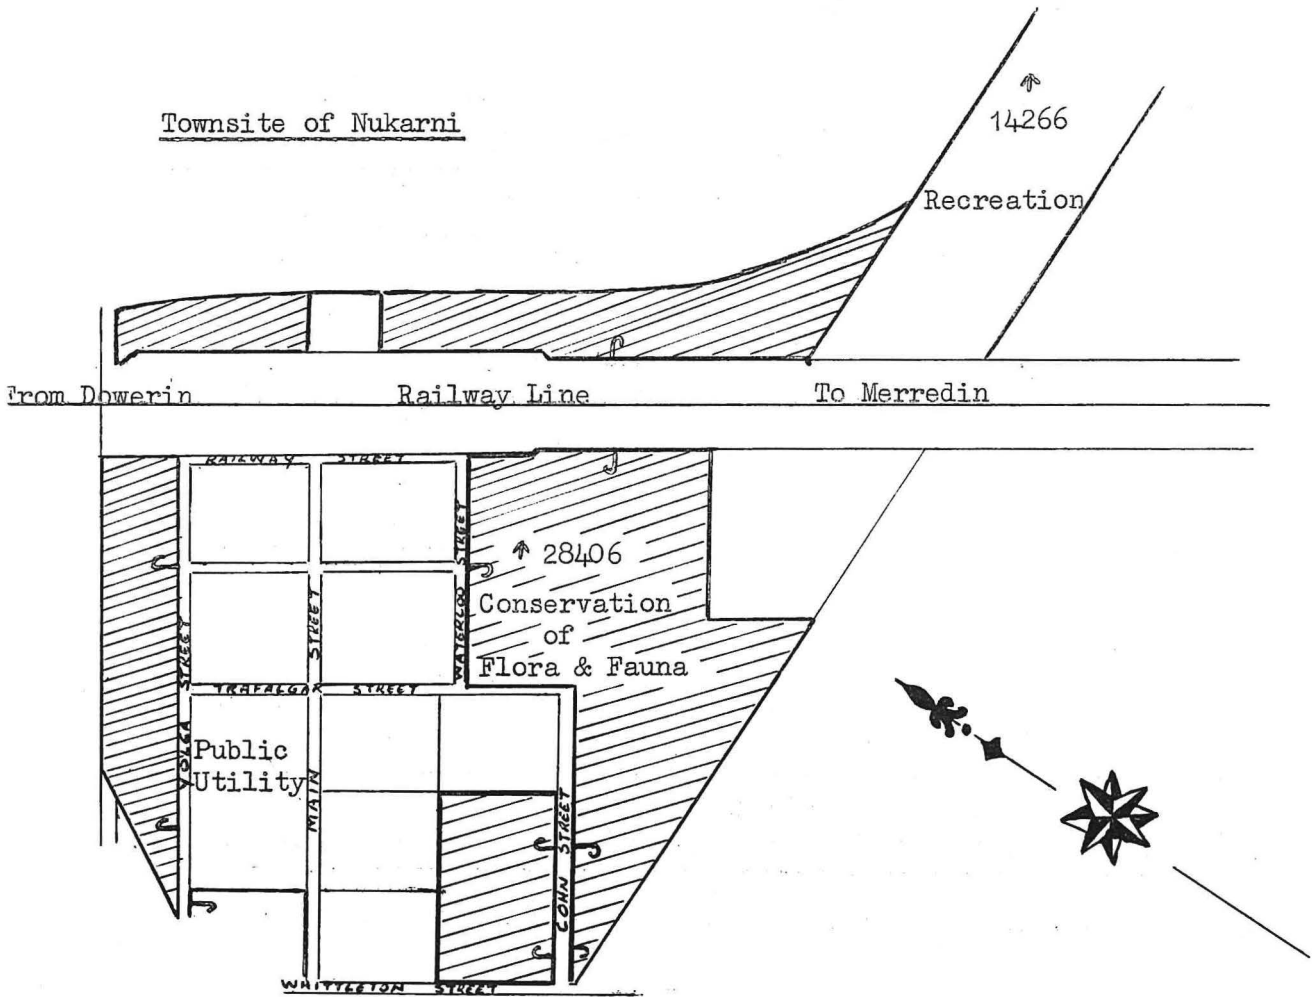 Townsite of Nukarni
14266
Recreation
From Dowerin
Railway Line
To Merredin
RAILWAY STREET
28406
Conservation
of
Flora & Fauna
WATERLOO STREET
MAIN STREET
VOLGA STREET
TRAFALGAR STREET
Public
Utility
COHN STREET
WHITTLETON STREET